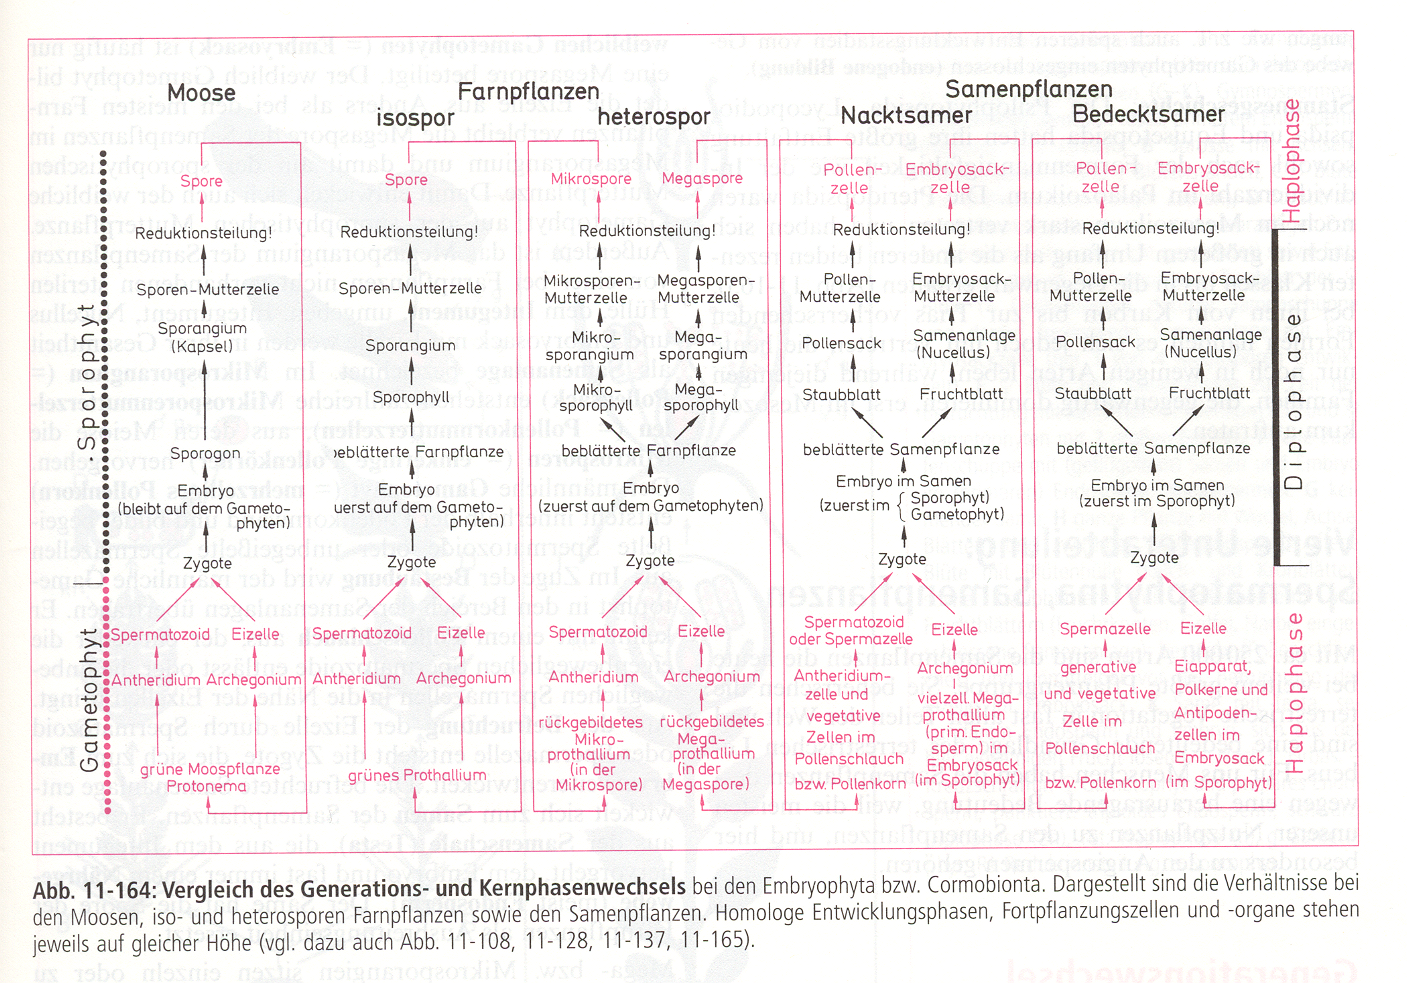 Moose
Farnpflanzen
isospor
heterospor
Samenpflanzen
Nacktsamer
Bedecktsamer
Sporophyt
Gametophyt
Spore
Reduktionsteilung!
Sporen-Mutterzelle
Sporangium
(Kapsel)
Sporogon
Embryo
(bleibt auf dem Gameto-
phyten)
Zygote
Spermatozoid
Eizelle
Antheridium
Archegonium
grüne Moospflanze
Protonema
Spore
Reduktionsteilung!
Sporen-Mutterzelle
Sporangium
Sporophyll
beblätterte Farnpflanze
Embryo
uerst auf dem Gameto-
phyten)
Zygote
Spermatozoid
Eizelle
Antheridium
Archegonium
grünes Prothallium
Mikrospore
Megaspore
Reduktionsteilung!
Mikrosporen-
Mutterzelle
Megasporen-
Mutterzelle
Mikro-
sporangium
Mega-
sporangium
Mikro-
sporophyll
Mega-
sporophyll
beblätterte Farnpflanze
Embryo
(zuerst auf dem Gametophyten)
Zygote
Spermatozoid
Eizelle
Antheridium
Archegonium
rückgebildetes
Mikro-
prothallium
(in der
Mikrospore)
rückgebildetes
Mega-
prothallium
(in der
Megaspore)
Pollen-
zelle
Embryosack-
zelle
Reduktionsteilung!
Pollen-
Mutterzelle
Embryosack-
Mutterzelle
Pollensack
Samenanlage
(Nucellus)
Staubblatt
Fruchtblatt
beblätterte Samenpflanze
Embryo im Samen
(zuerst im { Sporophyt)
Gametophyt)
Zygote
Spermatozoid
oder Spermazelle
Eizelle
Antheridium-
zelle und
vegetative
Zellen im
Pollenschlauch
bzw. Pollenkorn
Archegonium
vielzell. Mega-
prothallium
(prim. Endo-
sperm) im
Embryosack
(im Sporophyt)
Pollen-
zelle
Embryosack-
zelle
Reduktionsteilung!
Pollen-
Mutterzelle
Embryosack-
Mutterzelle
Pollensack
Samenanlage
(Nucellus)
Staubblatt
Fruchtblatt
beblätterte Samenpflanze
Embryo im Samen
(zuerst im Sporophyt)
Zygote
Spermazelle
Eizelle
generative
und vegetative
Zelle im
Pollenschlauch
bzw. Pollenkorn
Eiapparat,
Polkerne und
Antipoden-
zellen im
Embryosack
(im Sporophyt)
Haplophase
Diplophase
Haplophase
Abb. 11-164: Vergleich des Generations- und Kernphasenwechsels bei den Embryophyta bzw. Cormobionta. Dargestellt sind die Verhältnisse bei
den Moosen, iso- und heterosporen Farnpflanzen sowie den Samenpflanzen. Homologe Entwicklungsphasen, Fortpflanzungszellen und -organe stehen
jeweils auf gleicher Höhe (vgl. dazu auch Abb. 11-108, 11-128, 11-137, 11-165).